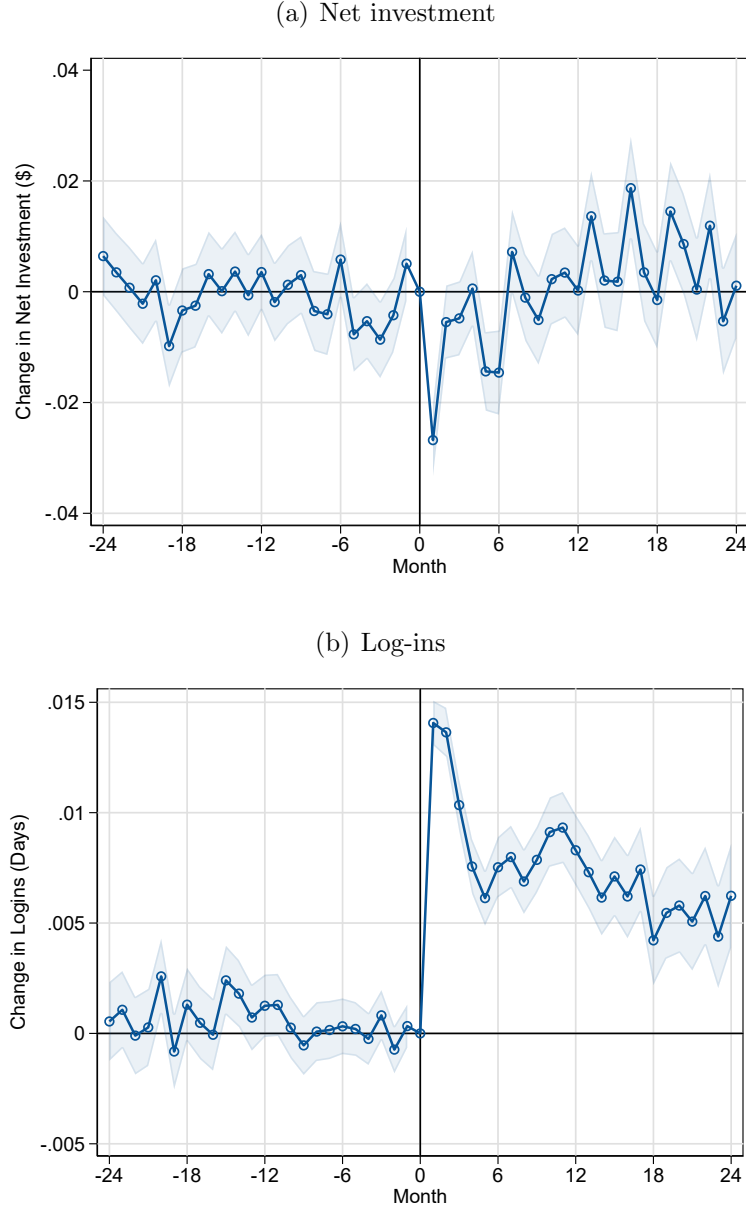 (a) Net investment
.04
.02
0
-.02
-.04
Change in Net Investment ($)
-24 -18 -12 -6 0 6 12 18 24
Month
(b) Log-ins
.015
.01
.005
0
-.005
Change in Logins (Days)
-24 -18 -12 -6 0 6 12 18 24
Month